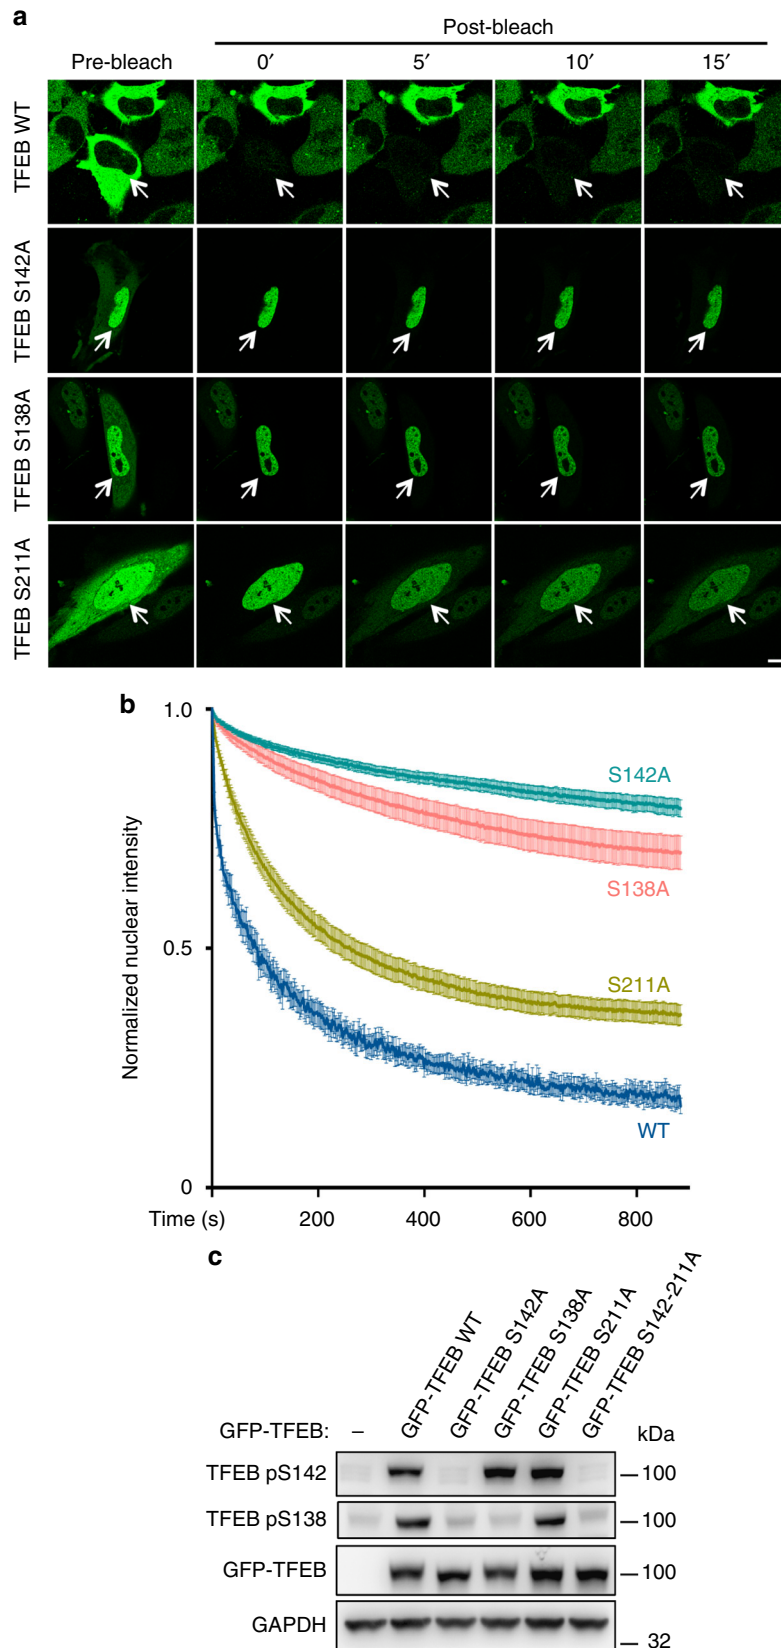 a
Post-bleach
Pre-bleach 0′ 5′ 10′ 15′
TFEB WT
TFEB S142A
TFEB S138A
TFEB S211A
b
1.0
S142A
S138A
Normalized nuclear intensity
0.5
S211A
WT
0
Time (s) 200 400 600 800
c
GFP-TFEB: – GFP-TFEB WT GFP-TFEB S142A GFP-TFEB S138A GFP-TFEB S211A GFP-TFEB S142-211A kDa
TFEB pS142 100
TFEB pS138 100
GFP-TFEB 100
GAPDH
32